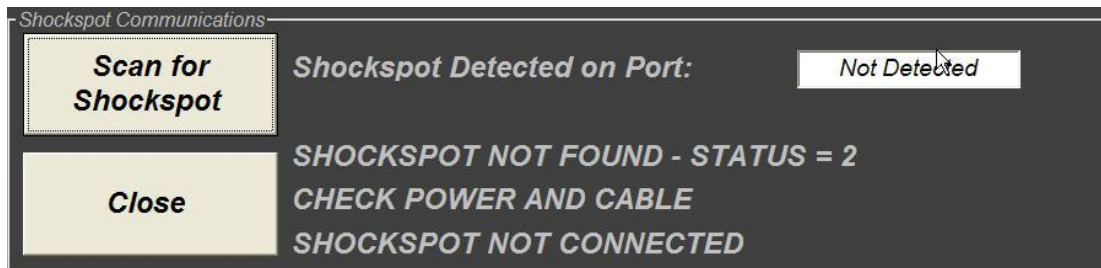 Shockspot Communications
Scan for
Shockspot
Shockspot Detected on Port:
Not Detected
SHOCKSPOT NOT FOUND - STATUS = 2
Close
CHECK POWER AND CABLE
SHOCKSPOT NOT CONNECTED